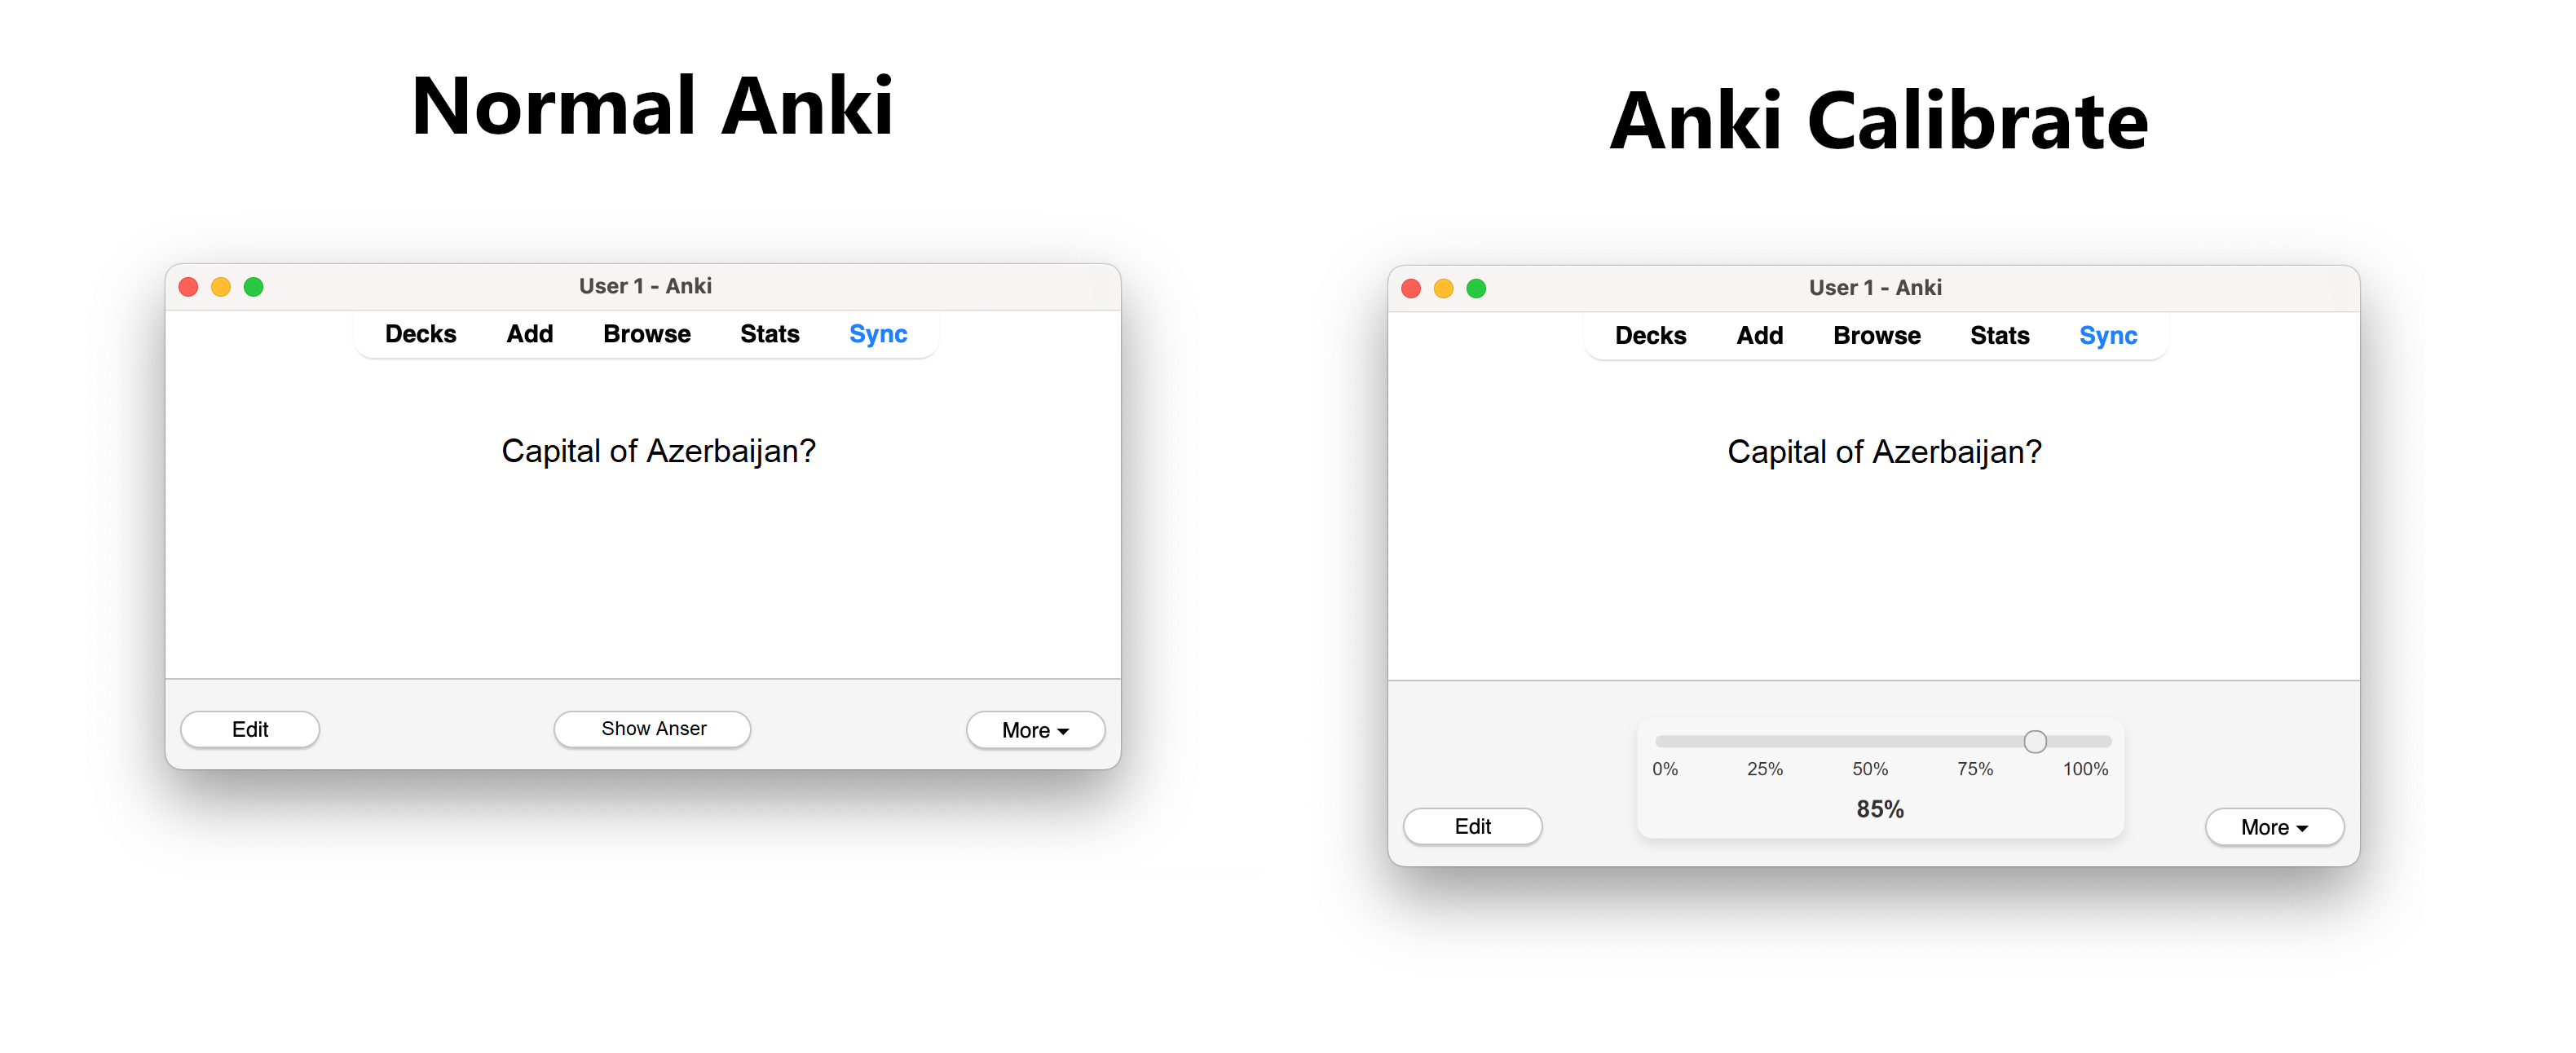 Normal Anki
User 1 - Anki
Decks Add Browse Stats Sync
Capital of Azerbaijan?
Edit Show Anser More
Anki Calibrate
User 1 - Anki
Decks Add Browse Stats Sync
Capital of Azerbaijan?
0% 25% 50% 75% 100%
85%
Edit More